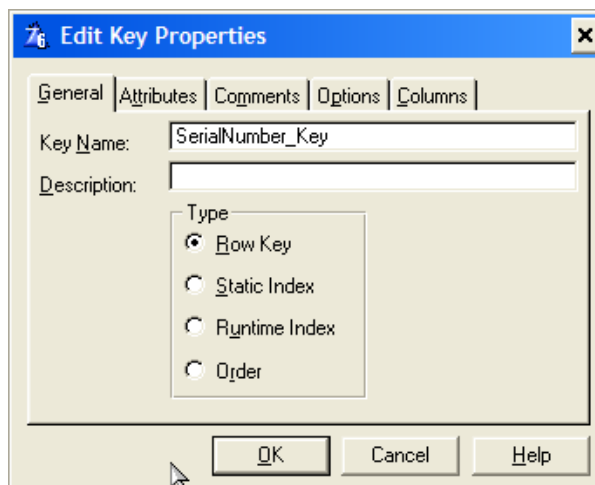 Edit Key Properties
General Attributes Comments Options Columns
Key Name: SerialNumber_Key
Description:
Type
Row Key
Static Index
Runtime Index
Order
OK Cancel Help